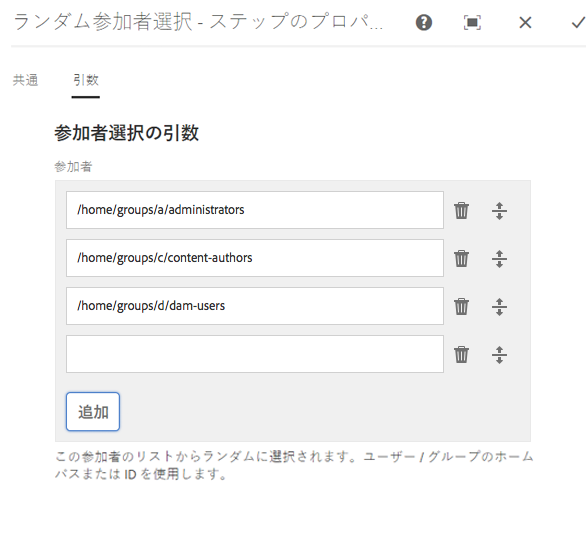 ランダム参加者選択 - ステップのプロパ...
共通 引数
参加者選択の引数
参加者
/home/groups/a/administrators
/home/groups/c/content-authors
/home/groups/d/dam-users
追加
この参加者のリストからランダムに選択されます。ユーザー / グループのホーム
パスまたは ID を使用します。